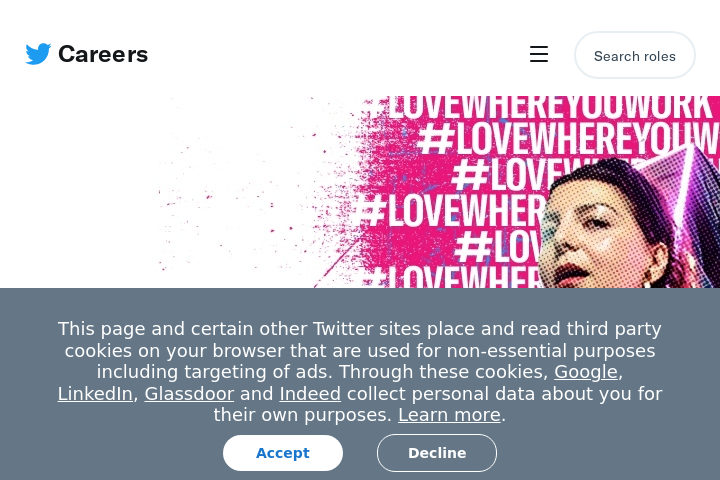 Careers
Search roles
#LOVEWHEREYOUWORK
#LOVEWHEREYOUW
#LOVEWHER
#LOVEWHER
#LOV
#LOVEWHER
This page and certain other Twitter sites place and read third party
cookies on your browser that are used for non-essential purposes
including targeting of ads. Through these cookies, Google,
LinkedIn, Glassdoor and Indeed collect personal data about you for
their own purposes. Learn more.
Accept
Decline